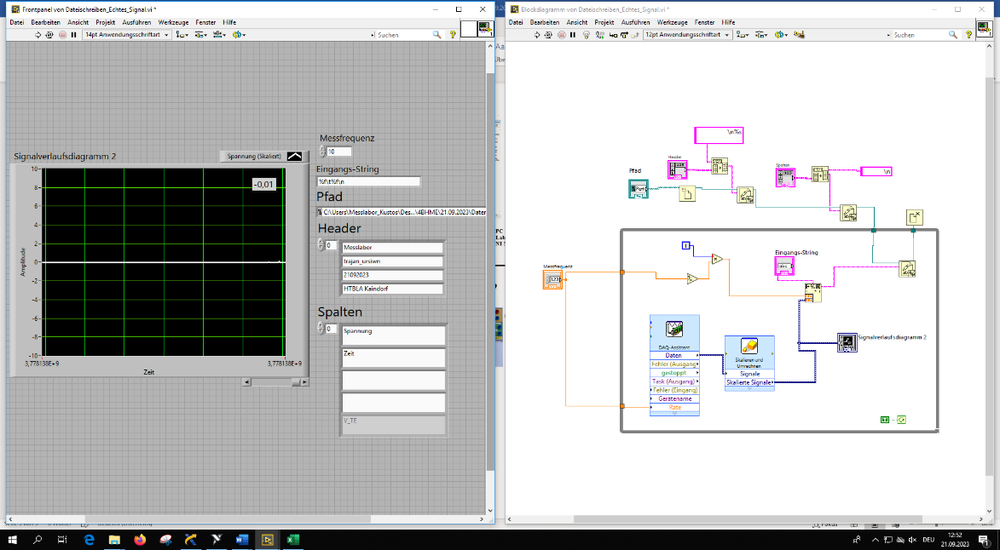 Frontpanel von Dateischreiben_Echtes_Signal.vi *
Datei Bearbeiten Ansicht Projekt Ausführen Werkzeuge Fenster Hilfe
14pt Anwendungsschriftart
Suchen
Messfrequenz
10
Signalverlaufsdiagramm 2
Spannung (Skaliert)
Eingangs-String
%f\t%f\n
-0,01
Pfad
C:\Users\Messlabor_Kustos\Des...\4BHME\21.09.2023\Daten
Header
0
Messlabor
trajan_ursiwn
21092023
HTBLA Kaindorf
Spalten
0
Spannung
Zeit
V_TE
Amplitude
10
8
6
4
2
0
-2
-4
-6
-8
-10
3,778138E+9
3,778138E+9
Zeit
Blockdiagramm von Dateischreiben_Echtes_Signal.vi *
Datei Bearbeiten Ansicht Projekt Ausführen Werkzeuge Fenster Hilfe
12pt Anwendungsschriftart
Suchen
\n%s
Header
Spalten
Pfad
\n
Eingangs-String
abc
Messfrequenz
123
i
DAQ-Assistent
Daten
Fehler (Ausgang)
gestoppt
Task (Ausgang)
Fehler (Eingang)
Gerätename
Rate
Skalieren und
Umrechnen
Signale
Skalierte Signale
Signalverlaufsdiagramm 2
T
DEU
12:52
21.09.2023